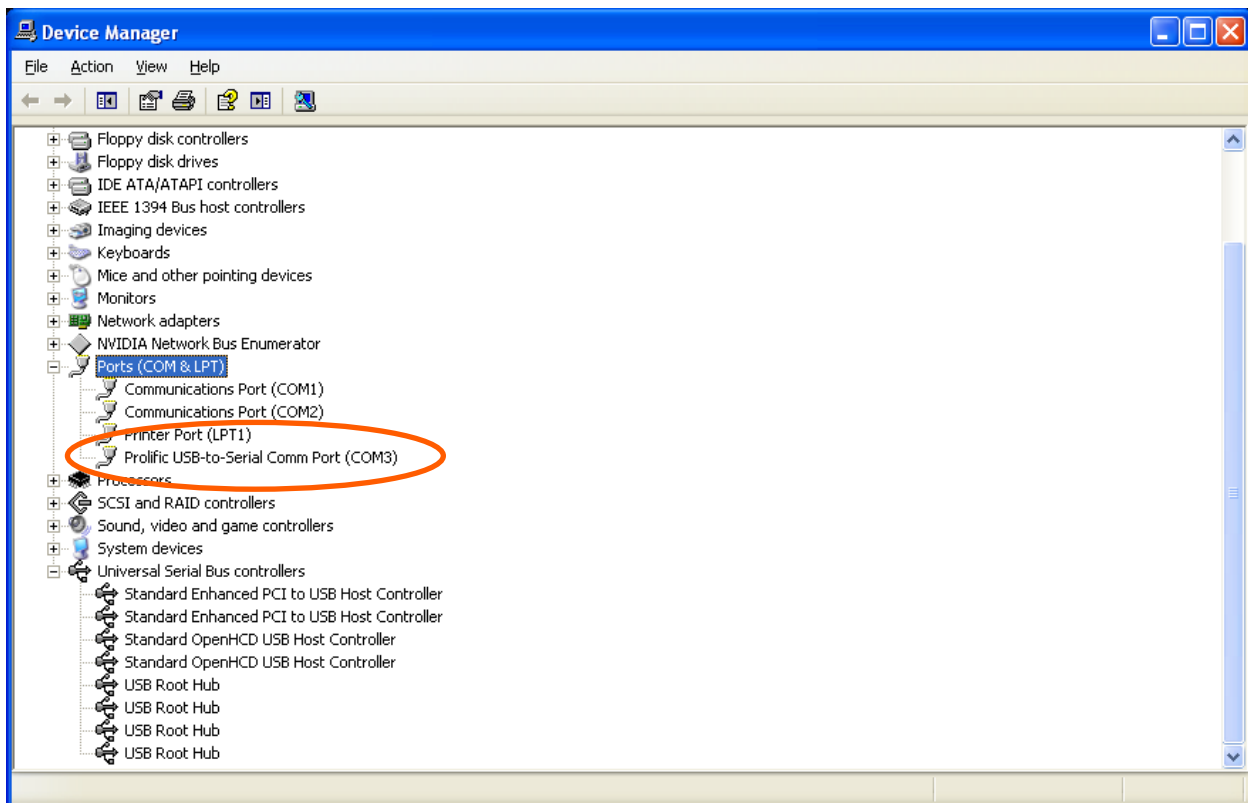 Device Manager
File Action View Help
Floppy disk controllers
Floppy disk drives
IDE ATA/ATAPI controllers
IEEE 1394 Bus host controllers
Imaging devices
Keyboards
Mice and other pointing devices
Monitors
Network adapters
NVIDIA Network Bus Enumerator
Ports (COM & LPT)
Communications Port (COM1)
Communications Port (COM2)
Printer Port (LPT1)
Prolific USB-to-Serial Comm Port (COM3)
Processors
SCSI and RAID controllers
Sound, video and game controllers
System devices
Universal Serial Bus controllers
Standard Enhanced PCI to USB Host Controller
Standard Enhanced PCI to USB Host Controller
Standard OpenHCD USB Host Controller
Standard OpenHCD USB Host Controller
USB Root Hub
USB Root Hub
USB Root Hub
USB Root Hub